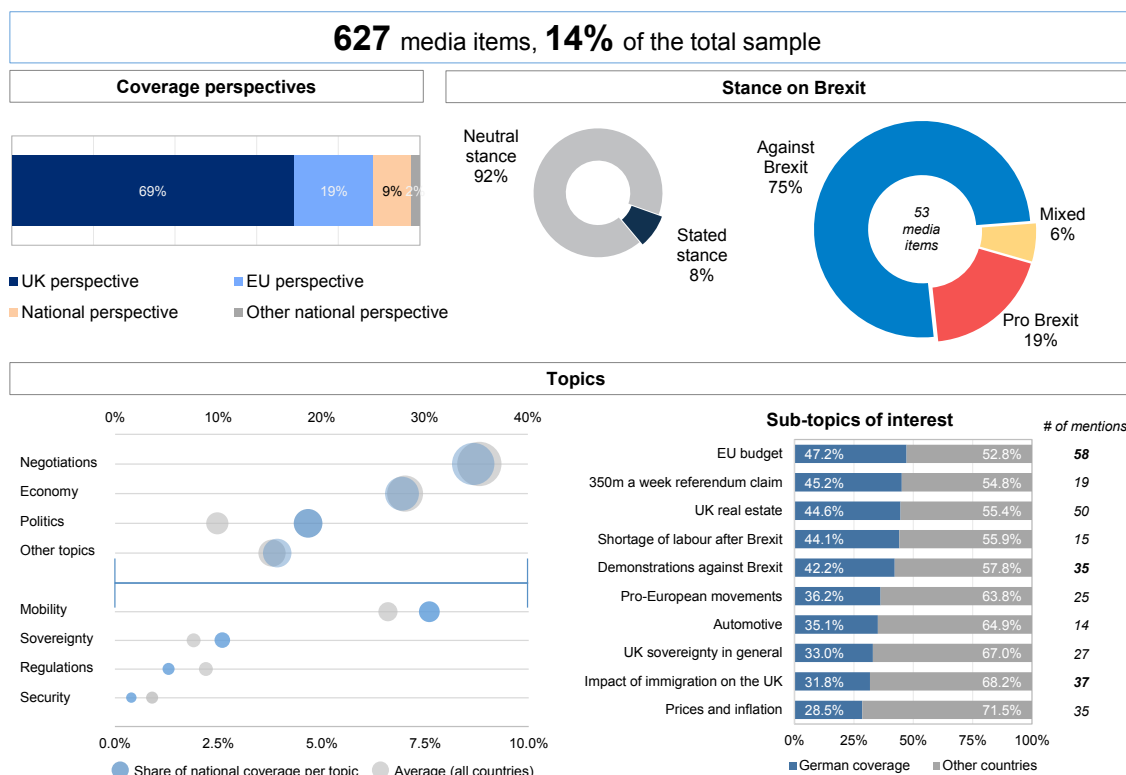 627 media items, 14% of the total sample
Coverage perspectives
69%
19%
9%
2%
UK perspective
EU perspective
National perspective
Other national perspective
Stance on Brexit
Neutral
stance
92%
Stated
stance
8%
Against
Brexit
75%
53
media
items
Mixed
6%
Pro Brexit
19%
Topics
0%
10%
20%
30%
40%
Negotiations
Economy
Politics
Other topics
Mobility
Sovereignty
Regulations
Security
0.0%
2.5%
5.0%
7.5%
10.0%
Share of national coverage per topic
Average (all countries)
Sub-topics of interest
# of mentions
EU budget 47.2% 52.8% 58
350m a week referendum claim 45.2% 54.8% 19
UK real estate 44.6% 55.4% 50
Shortage of labour after Brexit 44.1% 55.9% 15
Demonstrations against Brexit 42.2% 57.8% 35
Pro-European movements 36.2% 63.8% 25
Automotive 35.1% 64.9% 14
UK sovereignty in general 33.0% 67.0% 27
Impact of immigration on the UK 31.8% 68.2% 37
Prices and inflation 28.5% 71.5% 35
0% 25% 50% 75% 100%
German coverage
Other countries